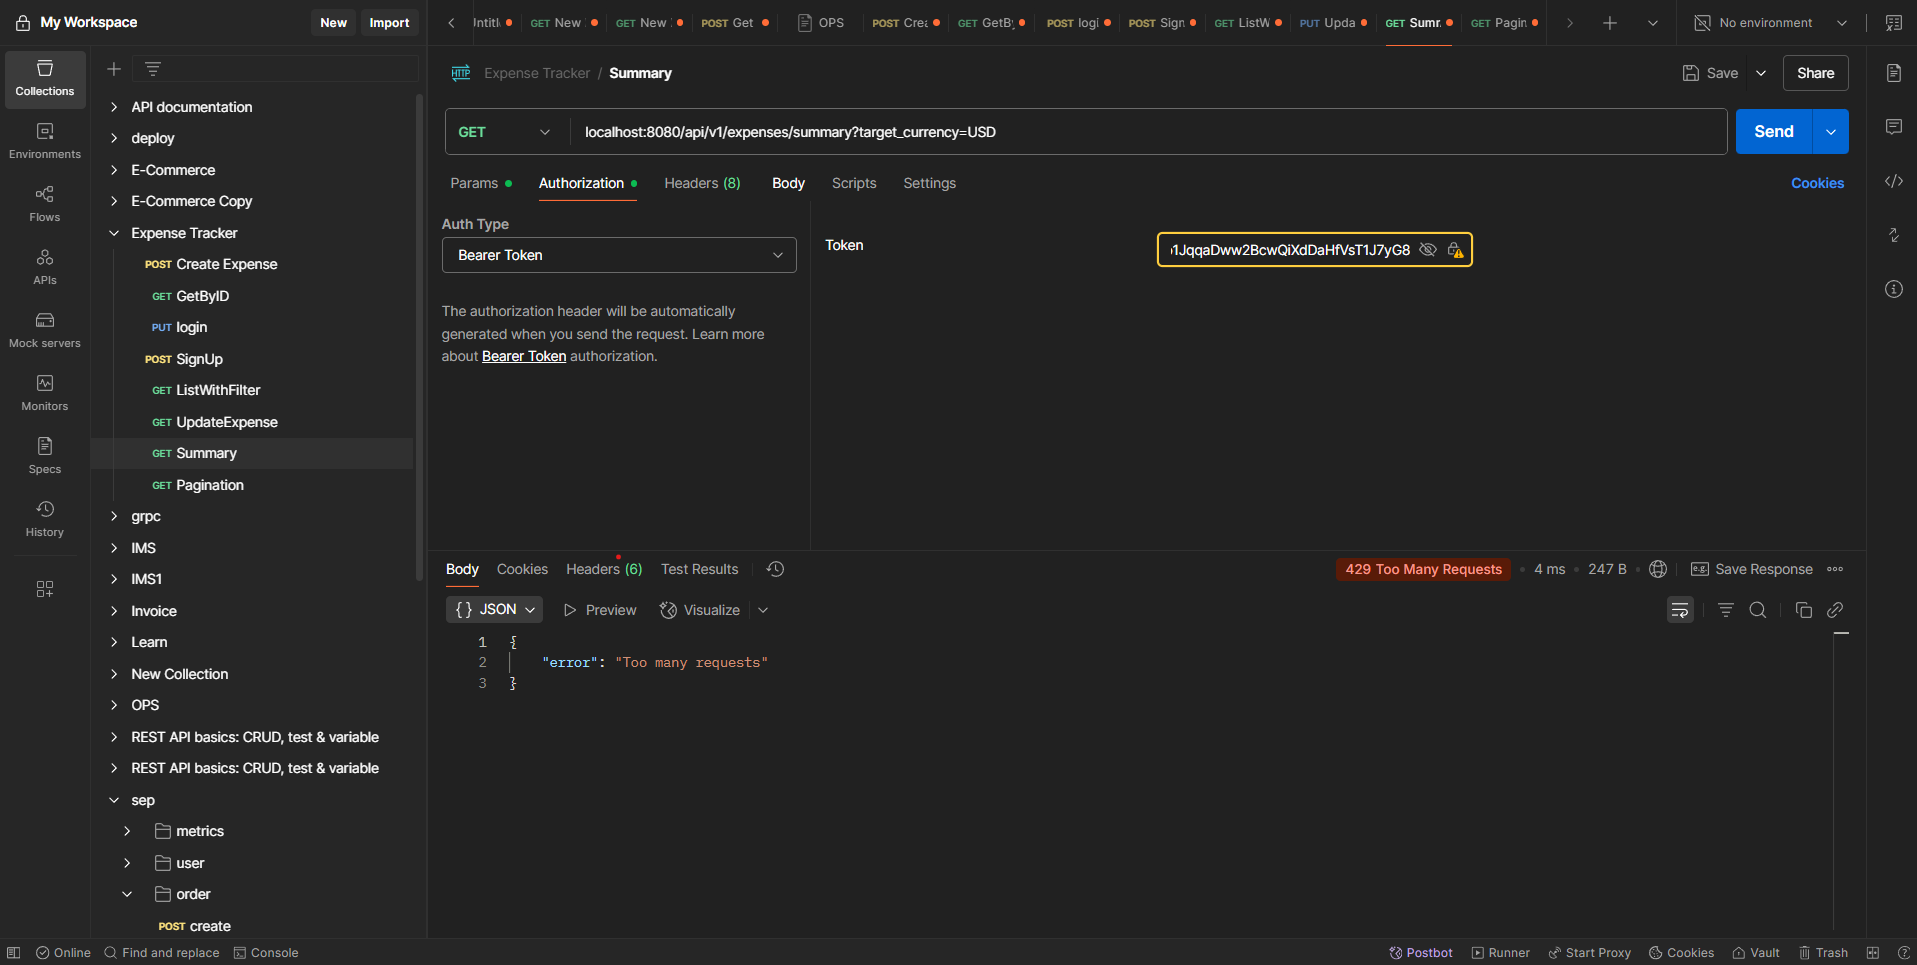 My Workspace
New
Import
GET New
GET New
POST Get
OPS
POST Crea
GET GetBy
POST logi
POST Sign
GET ListW
PUT Upda
GET Sumr
GET Pagin
No environment
Collections
Environments
Flows
APIs
Mock servers
Monitors
Specs
History
API documentation
deploy
E-Commerce
E-Commerce Copy
Expense Tracker
POST Create Expense
GET GetByID
PUT login
POST SignUp
GET ListWithFilter
GET UpdateExpense
GET Summary
GET Pagination
grpc
IMS
IMS1
Invoice
Learn
New Collection
OPS
REST API basics: CRUD, test & variable
REST API basics: CRUD, test & variable
sep
metrics
user
order
POST create
HTTP Expense Tracker / Summary
Save
Share
GET
localhost:8080/api/v1/expenses/summary?target_currency=USD
Send
Params
Authorization
Headers (8)
Body
Scripts
Settings
Cookies
Auth Type
Bearer Token
The authorization header will be automatically
generated when you send the request. Learn more
about Bearer Token authorization.
Token
1JqqaDww2BcwQiXdDaHfVsT1J7yG8
Body
Cookies
Headers (6)
Test Results
429 Too Many Requests
4 ms
247 B
e.g.
Save Response
{} JSON
Preview
Visualize
1 {
2 "error": "Too many requests"
3 }
Online
Find and replace
Console
Postbot
Runner
Start Proxy
Cookies
Vault
Trash